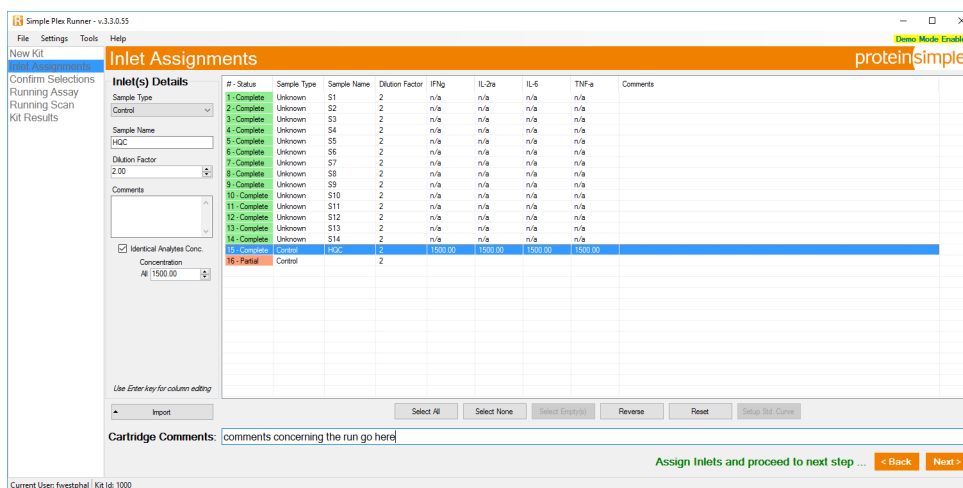 Simple Plex Runner - v.3.3.0.55
File Settings Tools Help
Demo Mode Enabl
New Kit
Inlet Assignments
Confirm Selections
Running Assay
Running Scan
Kit Results
Inlet Assignments
proteinsimple
Inlet(s) Details
Sample Type
Control
Sample Name
HQC
Dilution Factor
2.00
Comments
Identical Analytes Conc.
Concentration
All 1500.00
Use Enter key for column editing
Import
# - Status Sample Type Sample Name Dilution Factor IFNg IL-2ra IL-6 TNF-a Comments
1 - Complete Unknown S1 2 n/a n/a n/a n/a
2 - Complete Unknown S2 2 n/a n/a n/a n/a
3 - Complete Unknown S3 2 n/a n/a n/a n/a
4 - Complete Unknown S4 2 n/a n/a n/a n/a
5 - Complete Unknown S5 2 n/a n/a n/a n/a
6 - Complete Unknown S6 2 n/a n/a n/a n/a
7 - Complete Unknown S7 2 n/a n/a n/a n/a
8 - Complete Unknown S8 2 n/a n/a n/a n/a
9 - Complete Unknown S9 2 n/a n/a n/a n/a
10 - Complete Unknown S10 2 n/a n/a n/a n/a
11 - Complete Unknown S11 2 n/a n/a n/a n/a
12 - Complete Unknown S12 2 n/a n/a n/a n/a
13 - Complete Unknown S13 2 n/a n/a n/a n/a
14 - Complete Unknown S14 2 n/a n/a n/a n/a
15 - Complete Control HQC 2 1500.00 1500.00 1500.00 1500.00
16 - Partial Control 2
Select All Select None Select Empty(s) Reverse Reset Setup Std. Curve
Cartridge Comments: comments concerning the run go here
Assign Inlets and proceed to next step ... < Back Next >
Current User: fwestphal Kit Id: 1000